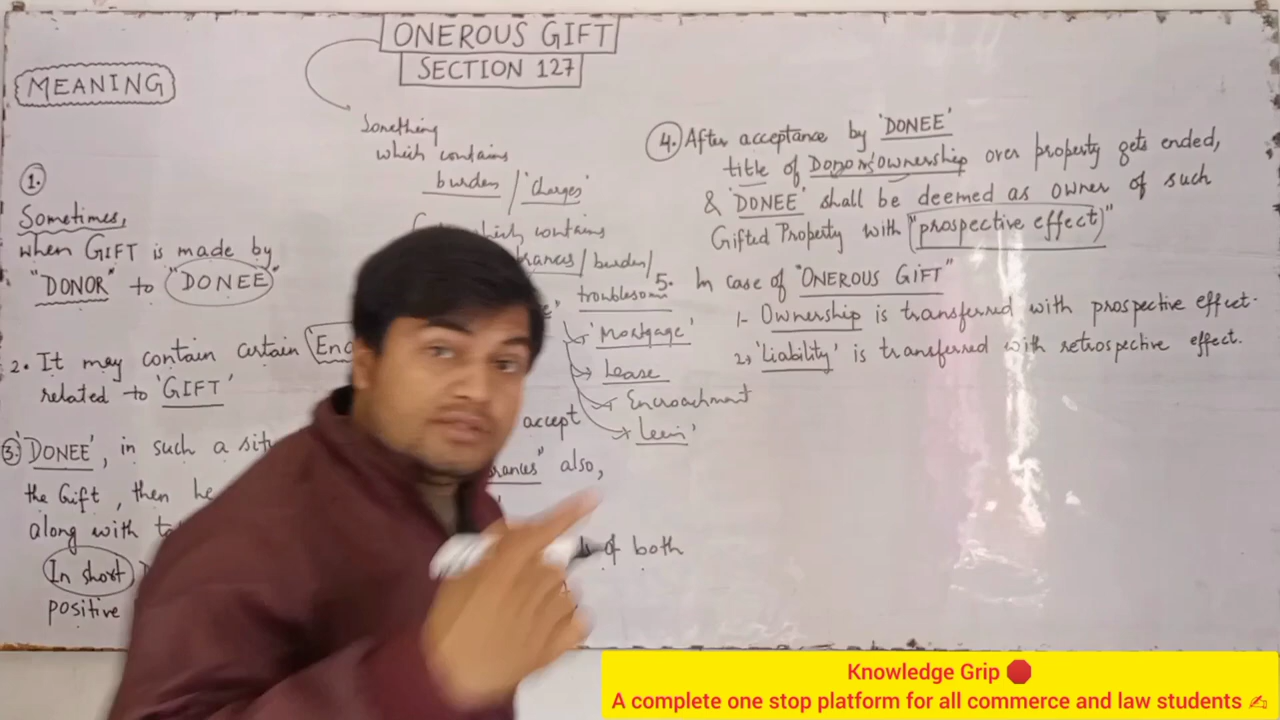 ONEROUS GIFT
SECTION 127
MEANING
Something
which contains
burden / 'charges'
which contains
/ burden /
troublesome
'mortgage'
Lease
Encroachment
'Leein'
1.
Sometimes,
when GIFT is made by
"DONOR" to "DONEE"
2. It may contain certain
related to 'GIFT'
3. 'DONEE', in such a
the Gift, then he
accept
along with
also,
In short
of both
positive
4. After acceptance by 'DONEE'
title of Donor/ownership over property gets ended,
& 'DONEE' shall be deemed as owner of such
Gifted Property with "prospective effect"
5. In case of "ONEROUS GIFT"
1- Ownership is transferred with prospective effect.
2, 'Liability' is transferred with retrospective effect.
Knowledge Grip 🛑
A complete one stop platform for all commerce and law students ✍